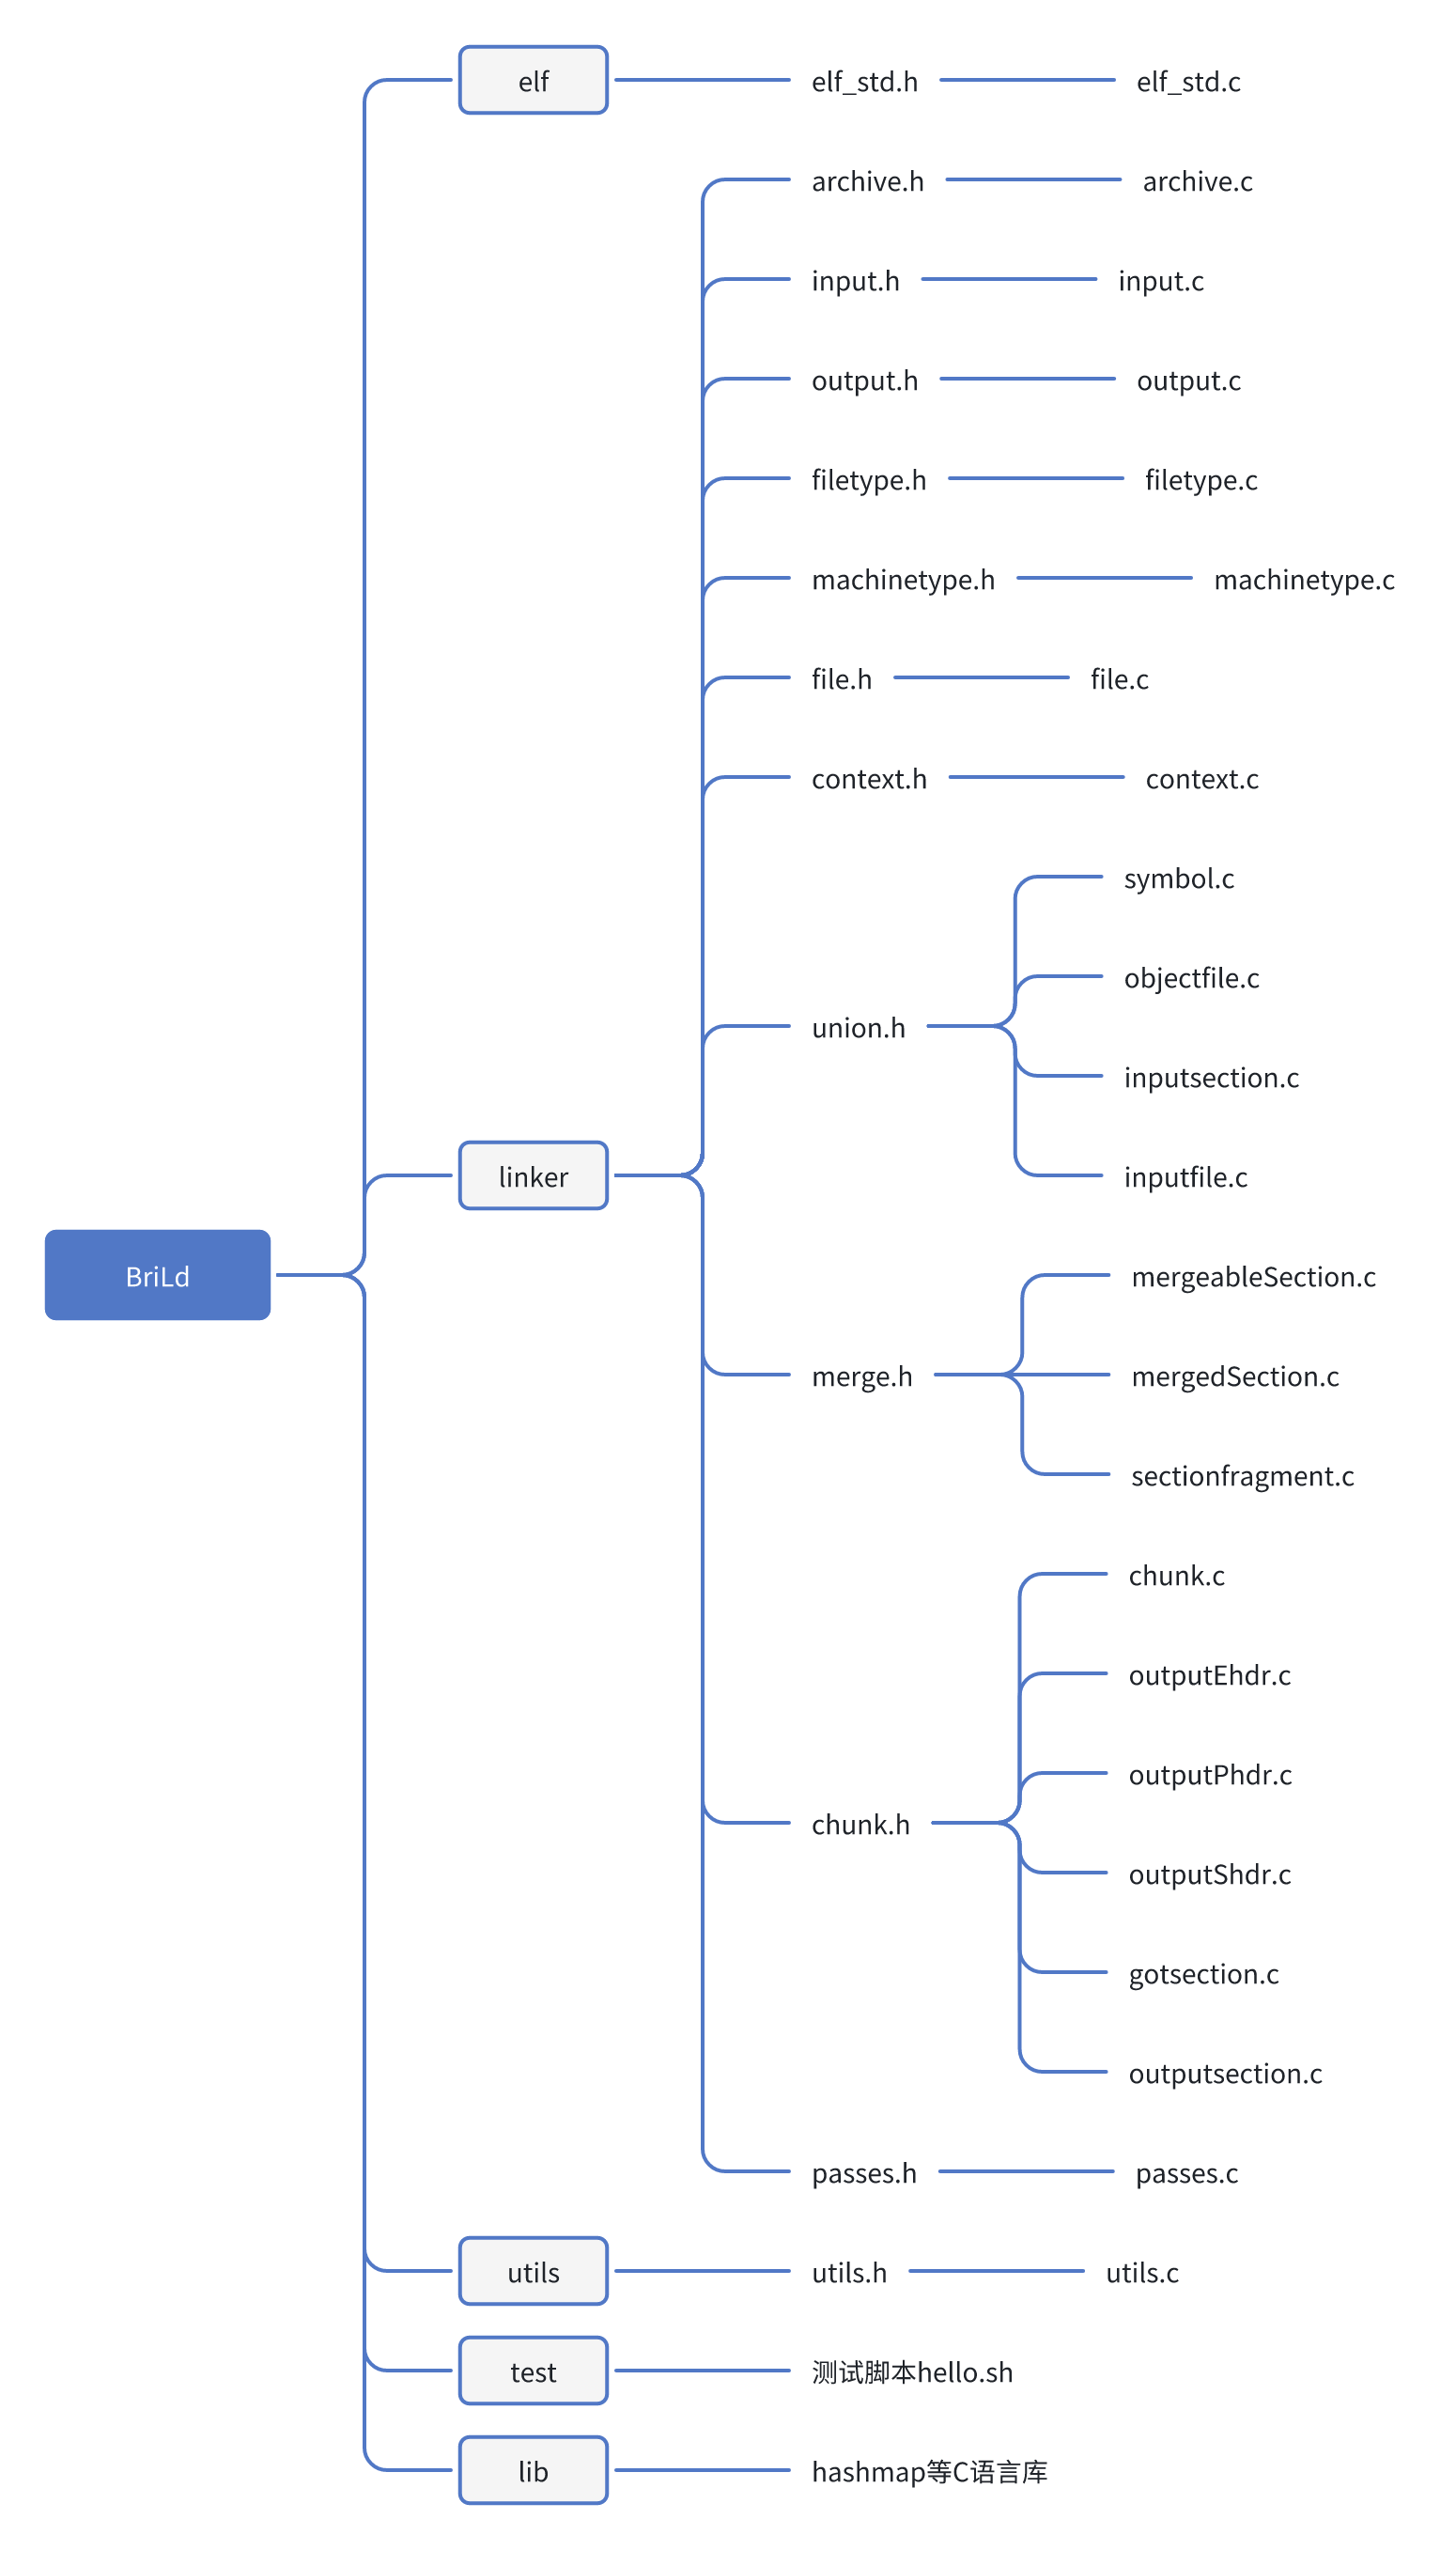 elf
elf_std.h
elf_std.c
archive.h
archive.c
input.h
input.c
output.h
output.c
filetype.h
filetype.c
machinetype.h
machinetype.c
file.h
file.c
context.h
context.c
symbol.c
objectfile.c
union.h
inputsection.c
linker
inputfile.c
BriLd
mergeableSection.c
merge.h
mergedSection.c
sectionfragment.c
chunk.c
outputEhdr.c
outputPhdr.c
chunk.h
outputShdr.c
gotsection.c
outputsection.c
passes.h
passes.c
utils
utils.h
utils.c
test
测试脚本hello.sh
lib
hashmap等C语言库